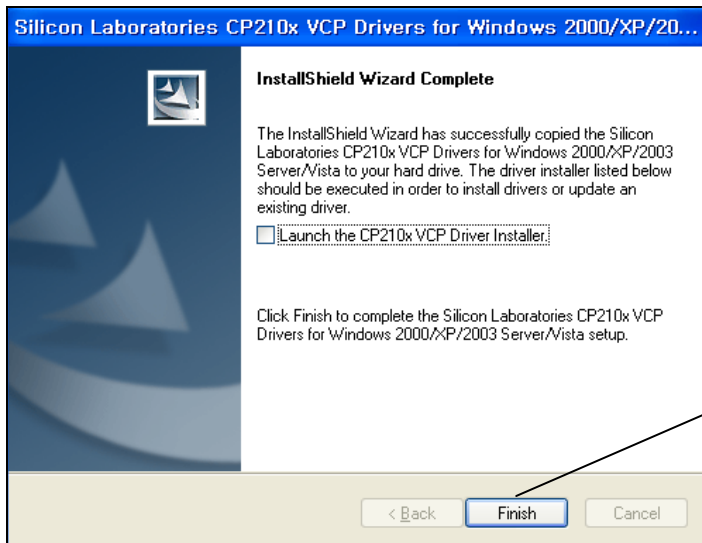 Silicon Laboratories CP210x VCP Drivers for Windows 2000/XP/20...
InstallShield Wizard Complete
The InstallShield Wizard has successfully copied the Silicon
Laboratories CP210x VCP Drivers for Windows 2000/XP/2003
Server/Vista to your hard drive. The driver installer listed below
should be executed in order to install drivers or update an
existing driver.
Launch the CP210x VCP Driver Installer.
Click Finish to complete the Silicon Laboratories CP210x VCP
Drivers for Windows 2000/XP/2003 Server/Vista setup.
< Back Finish Cancel